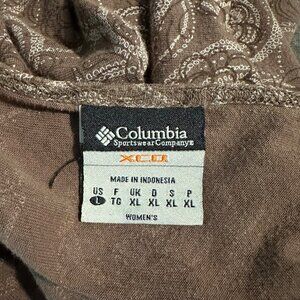 Columbia
Sportswear Company®
XCO
MADE IN INDONESIA
US F UK D S P
L TG XL XL XL XL
WOMEN'S